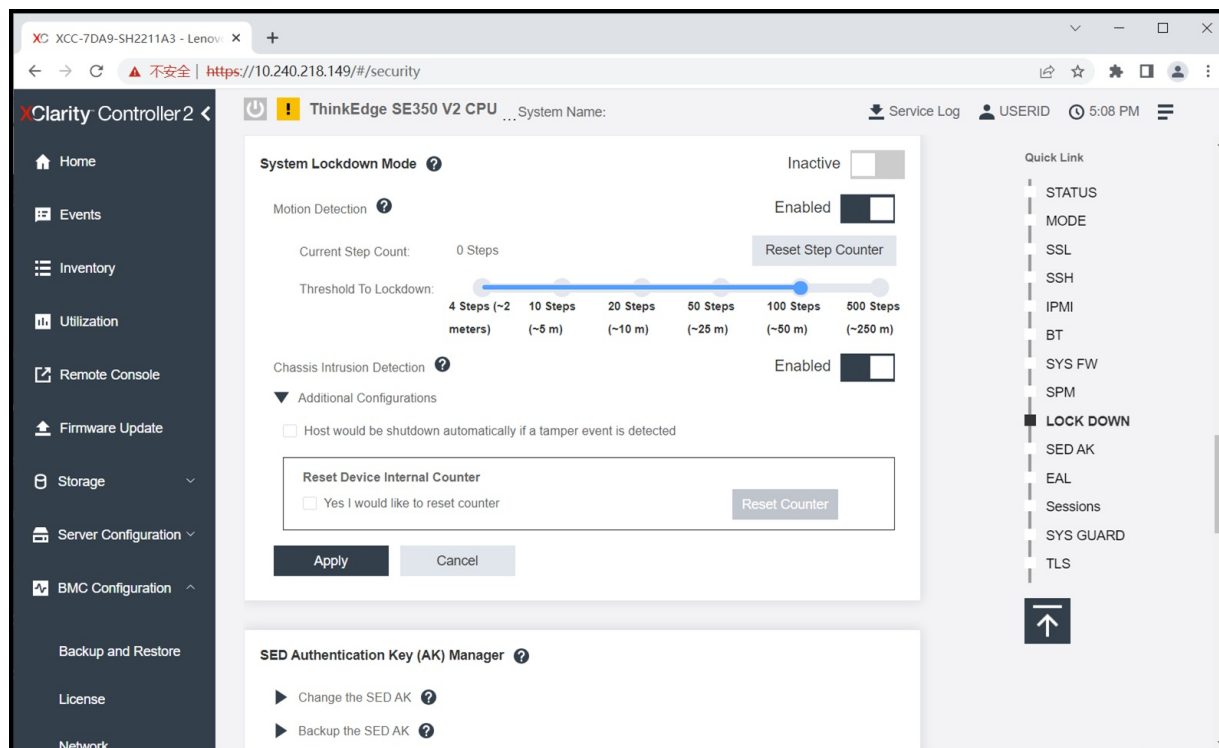 XCC-7DA9-SH2211A3 - Lenov
不安全 | https://10.240.218.149/#/security
XClarity Controller 2
ThinkEdge SE350 V2 CPU ... System Name:
Service Log
USERID
5:08 PM
Home
Events
Inventory
Utilization
Remote Console
Firmware Update
Storage
Server Configuration
BMC Configuration
Backup and Restore
License
Network
System Lockdown Mode ? Inactive
Motion Detection ? Enabled
Current Step Count: 0 Steps Reset Step Counter
Threshold To Lockdown:
4 Steps (~2 10 Steps 20 Steps 50 Steps 100 Steps 500 Steps
meters) (~5 m) (~10 m) (~25 m) (~50 m) (~250 m)
Chassis Intrusion Detection ? Enabled
Additional Configurations
Host would be shutdown automatically if a tamper event is detected
Reset Device Internal Counter
Yes I would like to reset counter Reset Counter
Apply Cancel
SED Authentication Key (AK) Manager ?
Change the SED AK ?
Backup the SED AK ?
Quick Link
STATUS
MODE
SSL
SSH
IPMI
BT
SYS FW
SPM
LOCK DOWN
SED AK
EAL
Sessions
SYS GUARD
TLS